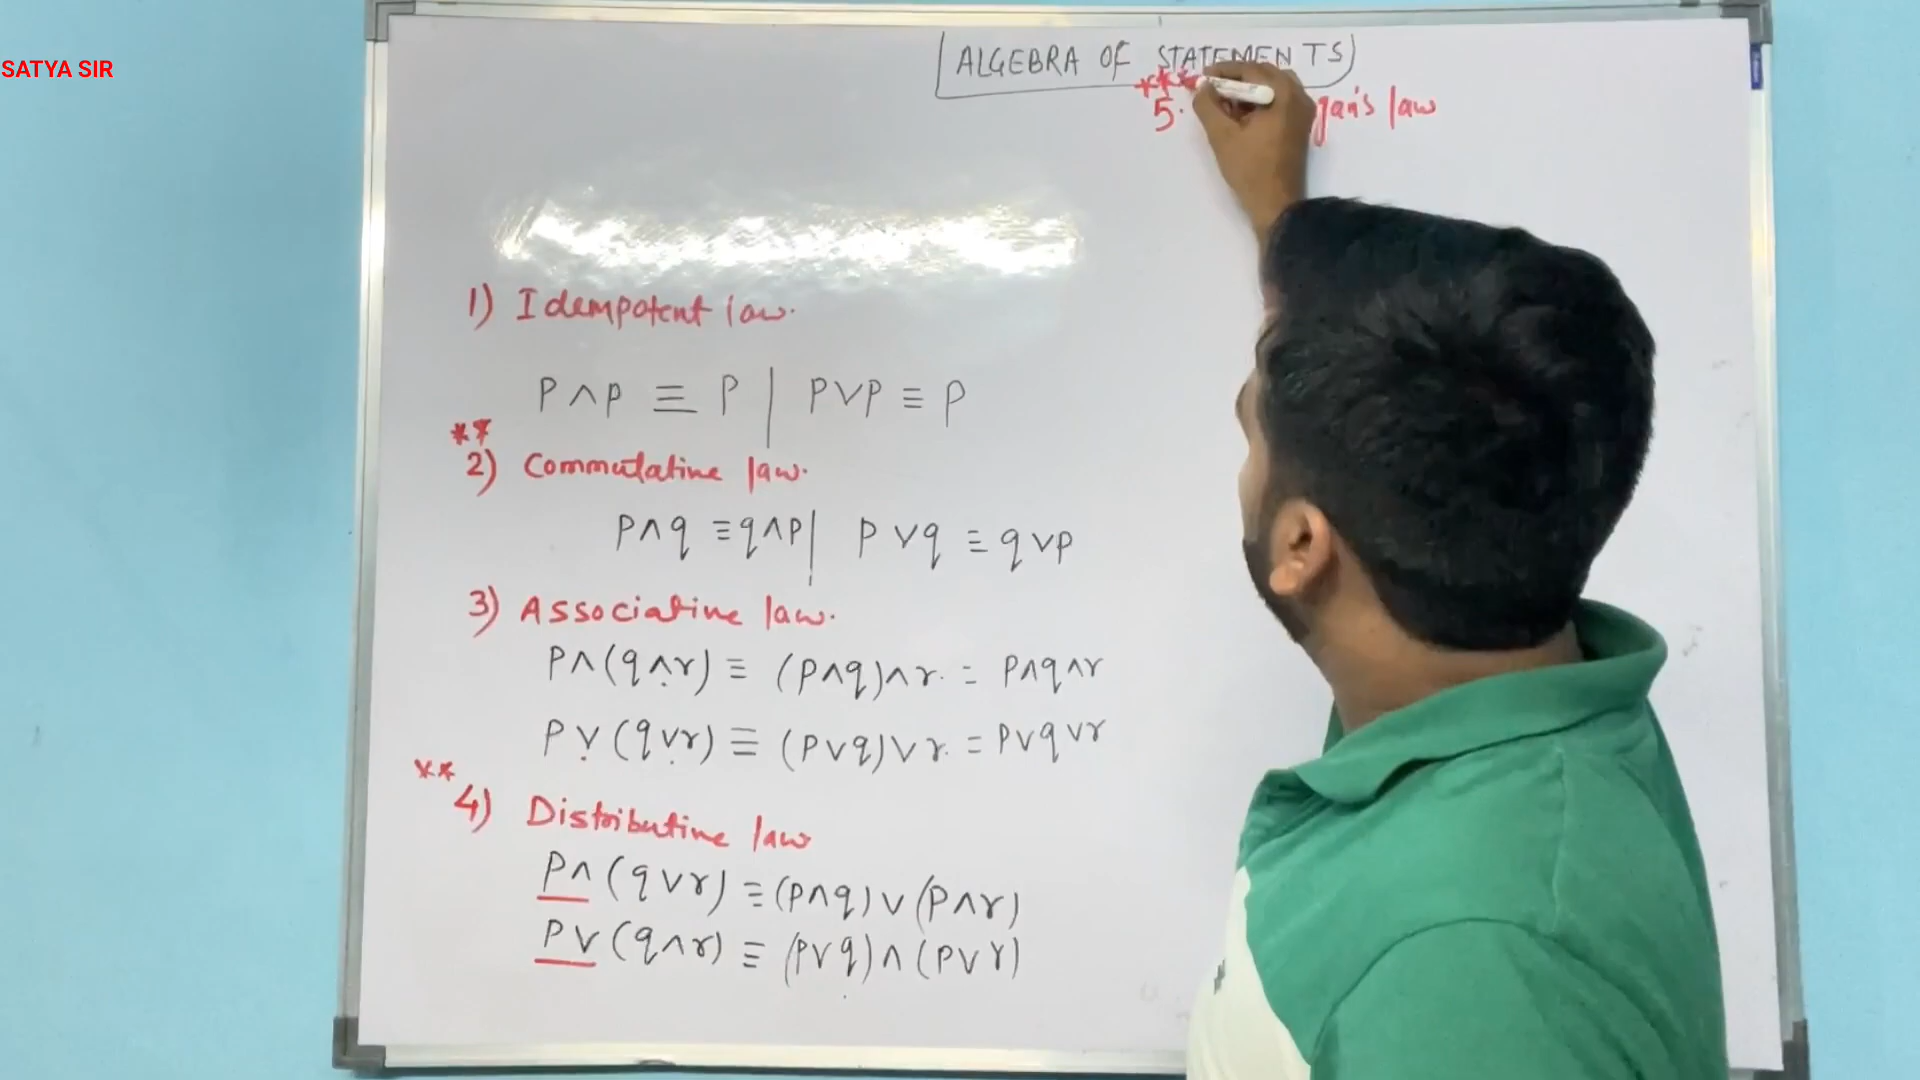 SATYA SIR
ALGEBRA OF STATEMENTS
***
5. gan's law
1) Idempotent law.
P∧p ≡ P | P∨p ≡ P
**
2) Commutative law.
P∧q ≡ q∧p | P∨q ≡ q∨p
3) Associative law.
P∧(q∧r) ≡ (P∧q)∧r. = P∧q∧r
P∨(q∨r) ≡ (P∨q)∨r. = P∨q∨r
**
4) Distributive law
P∧(q∨r) ≡ (P∧q)∨(P∧r)
P∨(q∧r) ≡ (P∨q)∧(P∨r)